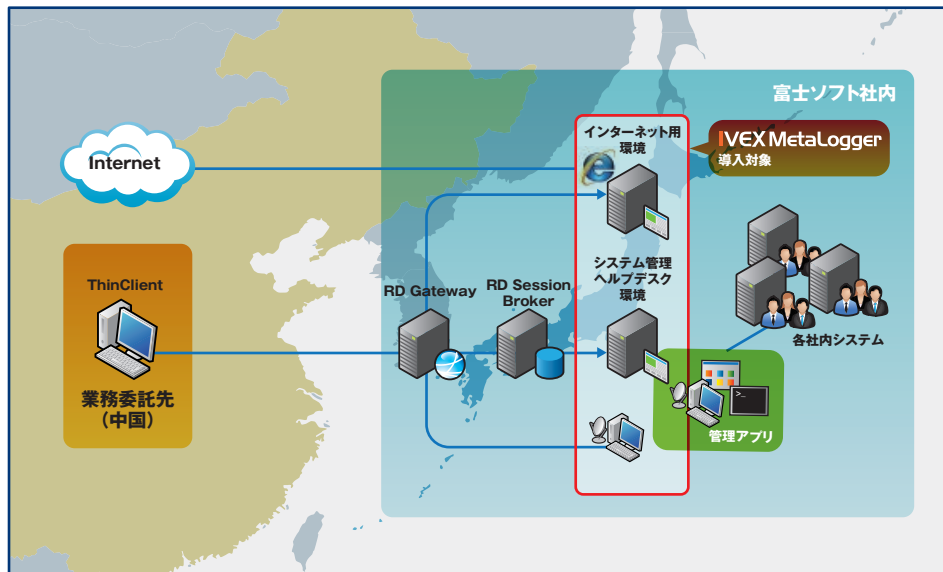 富士ソフト社内
インターネット用
環境
IVEX MetaLogger
導入対象
Internet
ThinClient
業務委託先
（中国）
RD Gateway
RD Session
Broker
システム管理
ヘルプデスク
環境
各社内システム
>_
管理アプリ